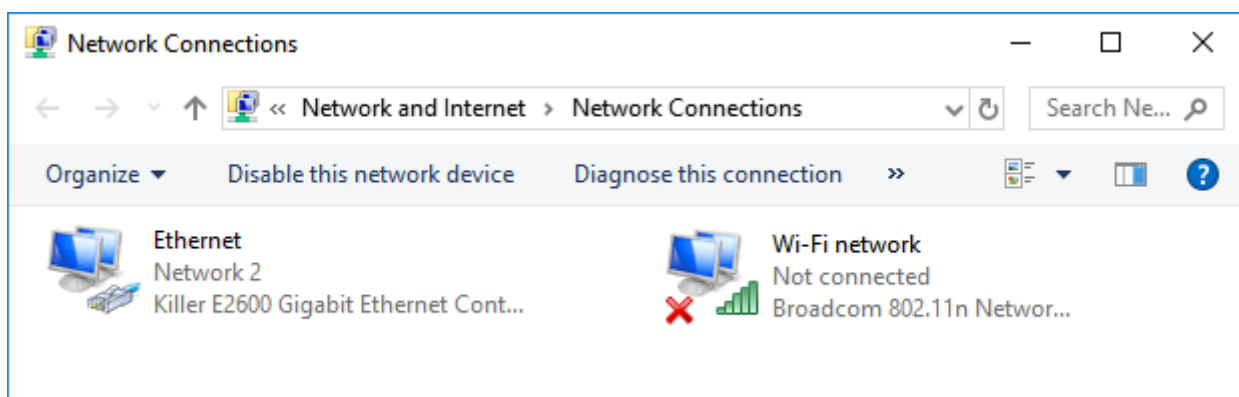 Network Connections
« Network and Internet > Network Connections
Search Ne...
Organize Disable this network device Diagnose this connection »
Ethernet
Network 2
Killer E2600 Gigabit Ethernet Cont...
Wi-Fi network
Not connected
Broadcom 802.11n Networ...